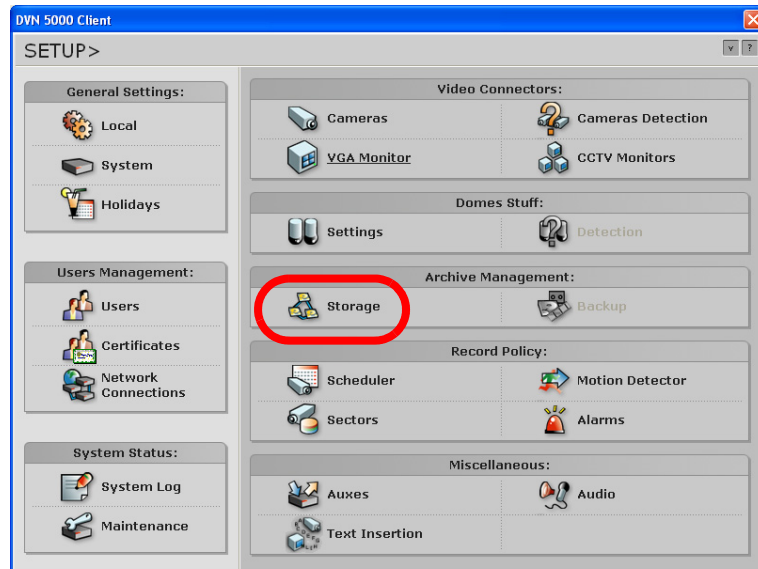 DVN 5000 Client
SETUP>
v ?
General Settings:
Local
System
Holidays
Users Management:
Users
Certificates
Network
Connections
System Status:
System Log
Maintenance
Video Connectors:
Cameras
Cameras Detection
VGA Monitor
CCTV Monitors
Domes Stuff:
Settings
Detection
Archive Management:
Storage
Backup
Record Policy:
Scheduler
Motion Detector
Sectors
Alarms
Miscellaneous:
Auxes
Audio
Text Insertion